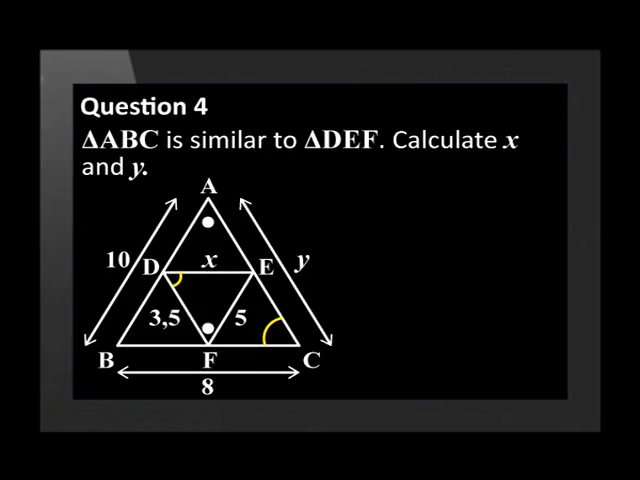 Question 4
ΔABC is similar to ΔDEF. Calculate x
and y.
A
10
D
x
E
y
3,5
5
B
F
C
8